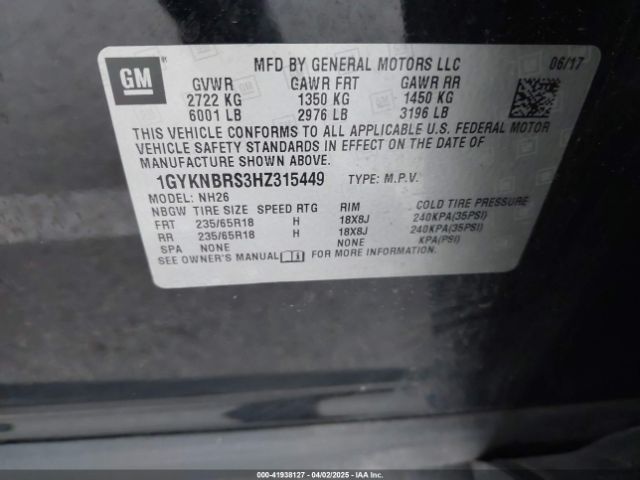 GM
MFD BY GENERAL MOTORS LLC 06/17
GVWR GAWR FRT GAWR RR
2722 KG 1350 KG 1450 KG
6001 LB 2976 LB 3196 LB
THIS VEHICLE CONFORMS TO ALL APPLICABLE U.S. FEDERAL MOTOR
VEHICLE SAFETY STANDARDS IN EFFECT ON THE DATE OF
MANUFACTURE SHOWN ABOVE.
1GYKNBRS3HZ315449 TYPE: M.P.V.
MODEL: NH26
NBGW TIRE SIZE SPEED RTG RIM COLD TIRE PRESSURE
FRT 235/65R18 H 18X8J 240KPA(35PSI)
RR 235/65R18 H 18X8J 240KPA(35PSI)
SPA NONE NONE KPA(PSI)
SEE OWNER'S MANUAL FOR MORE INFORMATION.
000-41938127 - 04/02/2025 - IAAI.COM